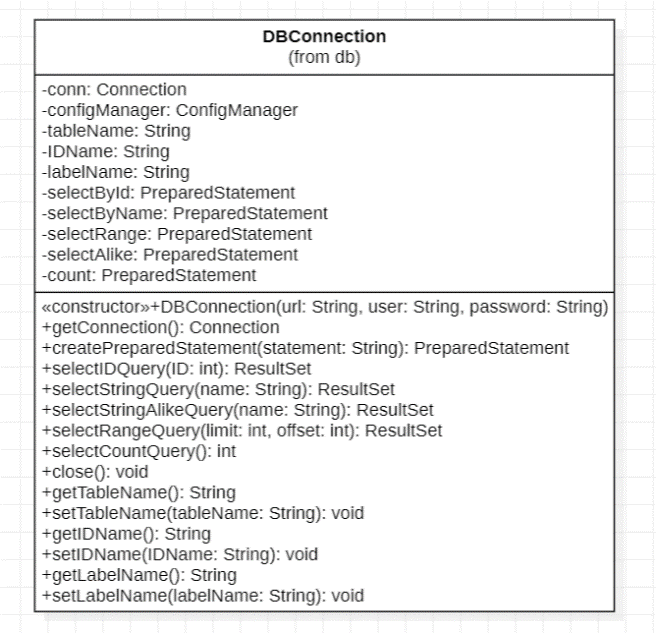 DBConnection
(from db)
-conn: Connection
-configManager: ConfigManager
-tableName: String
-IDName: String
-labelName: String
-selectById: PreparedStatement
-selectByName: PreparedStatement
-selectRange: PreparedStatement
-selectAlike: PreparedStatement
-count: PreparedStatement
«constructor»+DBConnection(url: String, user: String, password: String)
+getConnection(): Connection
+createPreparedStatement(statement: String): PreparedStatement
+selectIDQuery(ID: int): ResultSet
+selectStringQuery(name: String): ResultSet
+selectStringAlikeQuery(name: String): ResultSet
+selectRangeQuery(limit: int, offset: int): ResultSet
+selectCountQuery(): int
+close(): void
+getTableName(): String
+setTableName(tableName: String): void
+getIDName(): String
+setIDName(IDName: String): void
+getLabelName(): String
+setLabelName(labelName: String): void